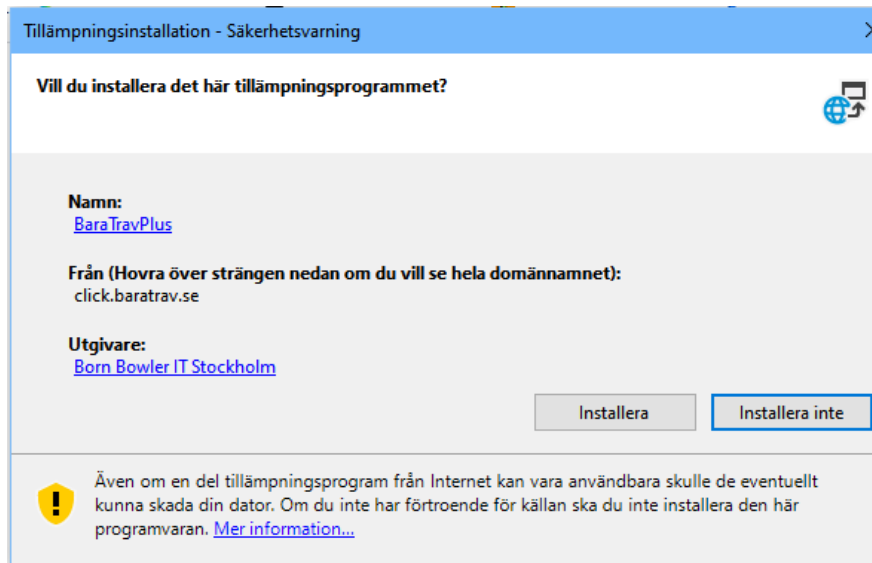 Tillämpningsinstallation - Säkerhetsvarning
Vill du installera det här tillämpningsprogrammet?
Namn:
BaraTravPlus
Från (Hovra över strängen nedan om du vill se hela domännamnet):
click.baratrav.se
Utgivare:
Born Bowler IT Stockholm
Installera
Installera inte
Även om en del tillämpningsprogram från Internet kan vara användbara skulle de eventuellt
kunna skada din dator. Om du inte har förtroende för källan ska du inte installera den här
programvaran. Mer information...